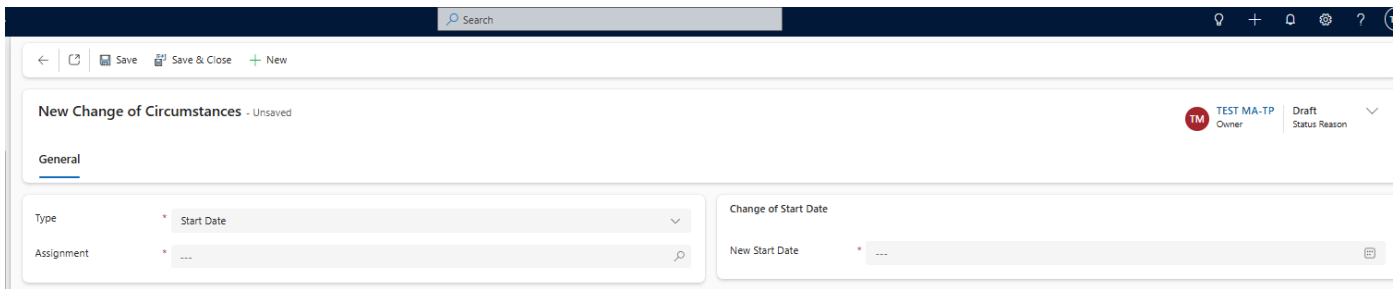 Search
Save Save & Close New
New Change of Circumstances - Unsaved
TM TEST MA-TP Draft
Owner Status Reason
General
Type * Start Date
Assignment * ---
Change of Start Date
New Start Date * ---